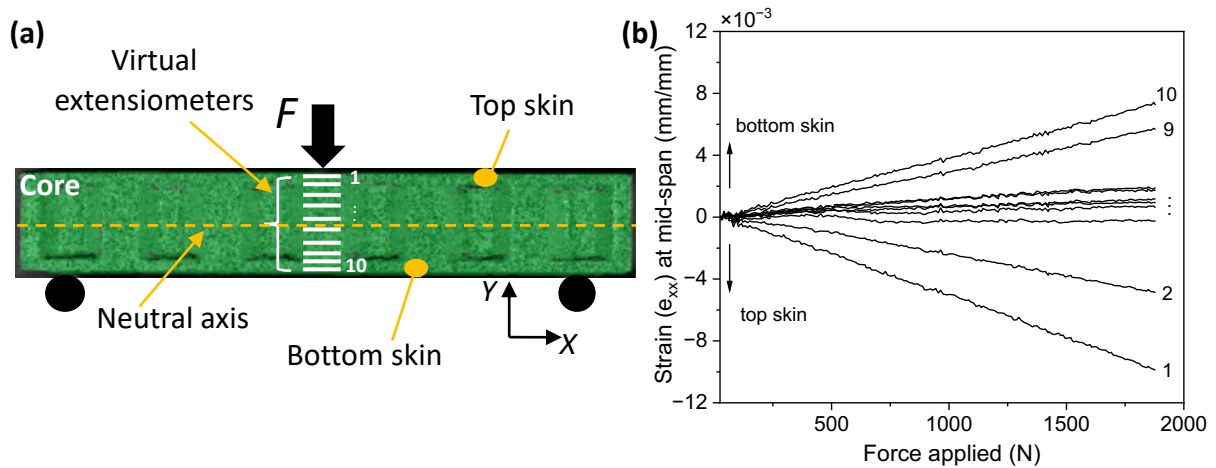 (a)
Virtual
extensiometers
F
Top skin
Core
1
⋮
10
Neutral axis
Bottom skin
Y
X
(b)
×10⁻³
12
8
4
0
−4
−8
−12
Strain (eₓₓ) at mid-span (mm/mm)
bottom skin
top skin
10
9
⋮
2
1
500
1000
1500
2000
Force applied (N)